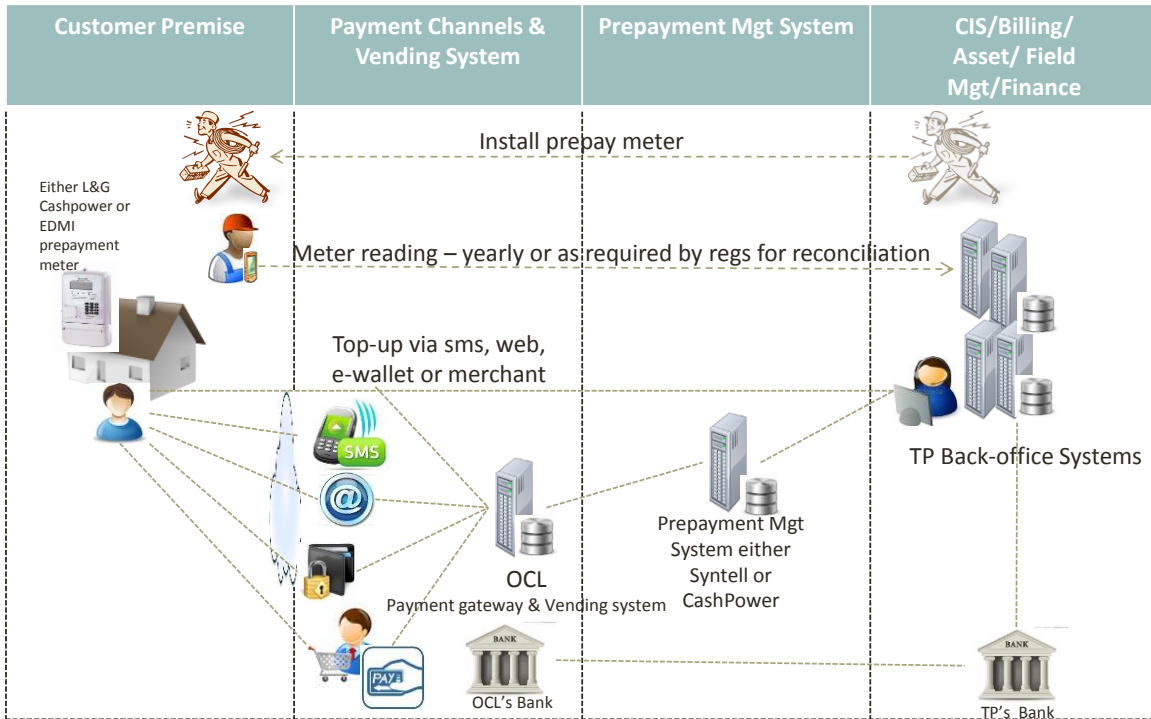 Customer Premise
Payment Channels &
Vending System
Prepayment Mgt System
CIS/Billing/
Asset/ Field
Mgt/Finance
Install prepay meter
Either L&G
Cashpower or
EDMI
prepayment
meter
Meter reading – yearly or as required by regs for reconciliation
Top-up via sms, web,
e-wallet or merchant
SMS
@
TP Back-office Systems
OCL
Payment gateway & Vending system
Prepayment Mgt
System either
Syntell or
CashPower
PAY
BANK
OCL's Bank
BANK
TP's Bank